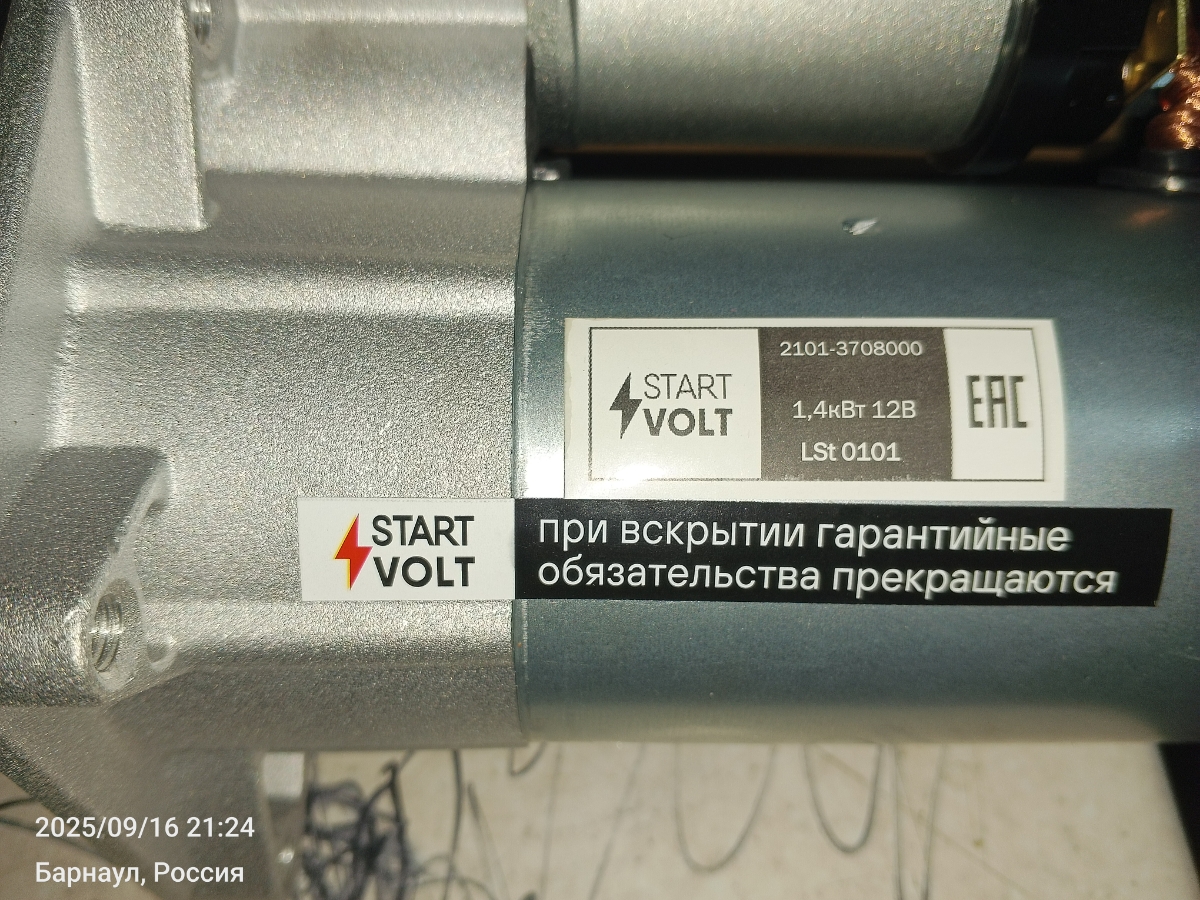 START
VOLT
2101-3708000
1,4кВт 12В
LSt 0101
EAC
START
VOLT
при вскрытии гарантийные
обязательства прекращаются
2025/09/16 21:24
Барнаул, Россия